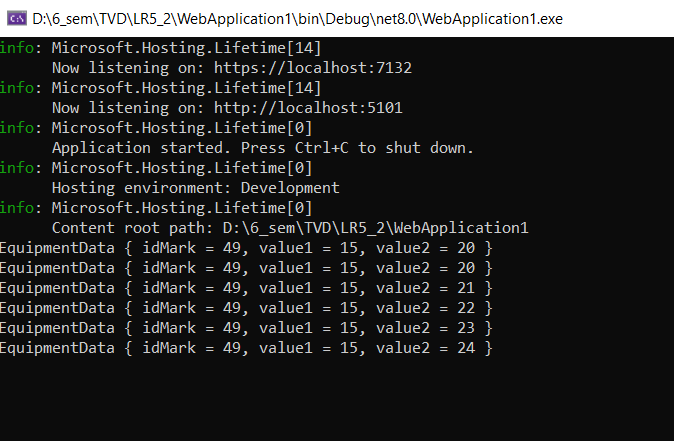 D:\6_sem\TVD\LR5_2\WebApplication1\bin\Debug\net8.0\WebApplication1.exe
info: Microsoft.Hosting.Lifetime[14]
      Now listening on: https://localhost:7132
info: Microsoft.Hosting.Lifetime[14]
      Now listening on: http://localhost:5101
info: Microsoft.Hosting.Lifetime[0]
      Application started. Press Ctrl+C to shut down.
info: Microsoft.Hosting.Lifetime[0]
      Hosting environment: Development
info: Microsoft.Hosting.Lifetime[0]
      Content root path: D:\6_sem\TVD\LR5_2\WebApplication1
EquipmentData { idMark = 49, value1 = 15, value2 = 20 }
EquipmentData { idMark = 49, value1 = 15, value2 = 20 }
EquipmentData { idMark = 49, value1 = 15, value2 = 21 }
EquipmentData { idMark = 49, value1 = 15, value2 = 22 }
EquipmentData { idMark = 49, value1 = 15, value2 = 23 }
EquipmentData { idMark = 49, value1 = 15, value2 = 24 }